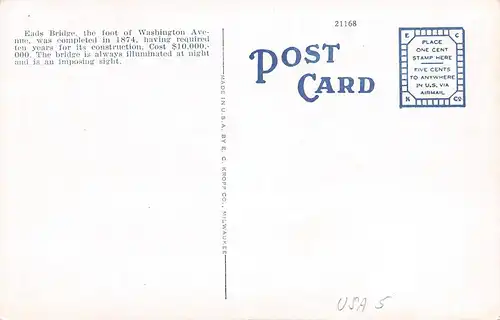 Eads Bridge, the foot of Washington Ave-
nue, was completed in 1874, having required
ten years for its construction. Cost $10,000,-
000. The bridge is always illuminated at night
and is an imposing sight.
MADE IN U.S.A. BY E. C. KROPP CO., MILWAUKEE
21168
POST
CARD
E C
PLACE
ONE CENT
STAMP HERE
FIVE CENTS
TO ANYWHERE
IN U.S. VIA
AIRMAIL
K CO
USA 5